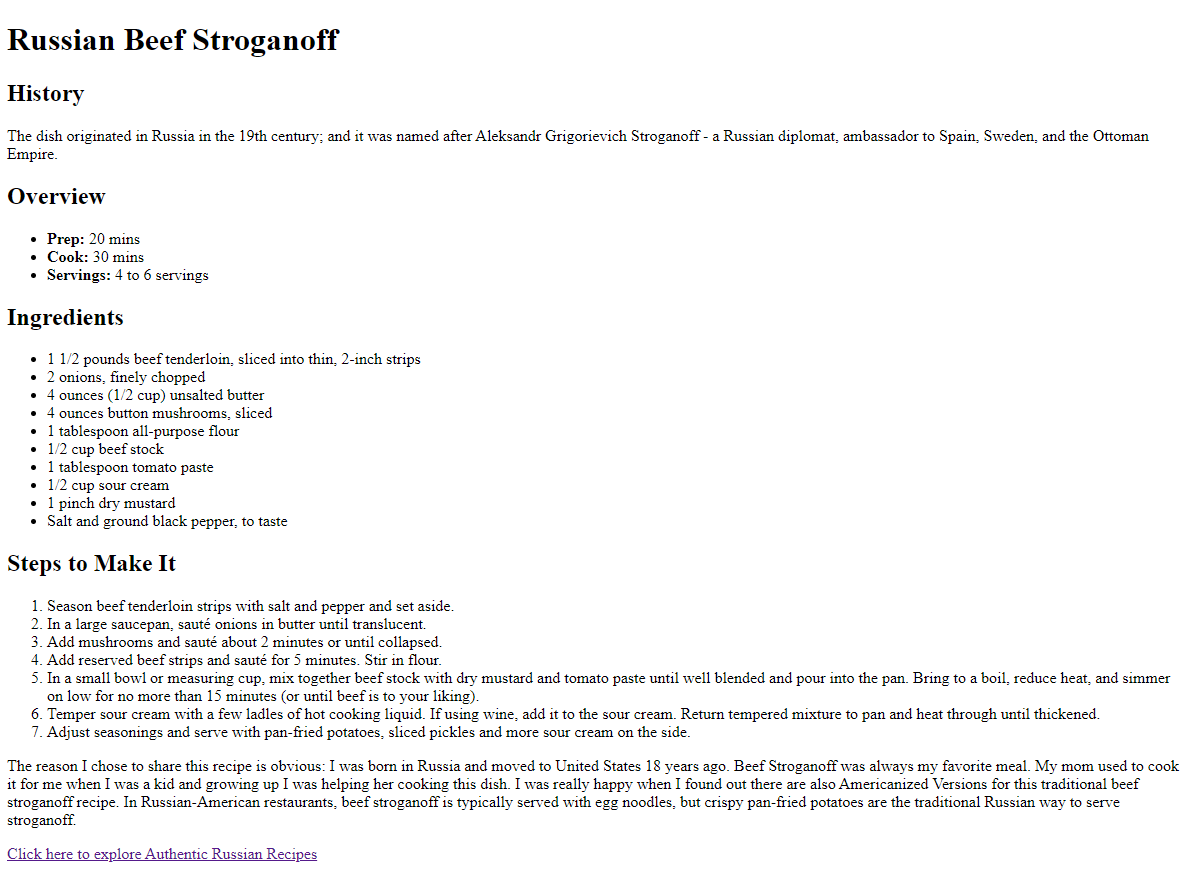 Russian Beef Stroganoff
History
The dish originated in Russia in the 19th century; and it was named after Aleksandr Grigorievich Stroganoff - a Russian diplomat, ambassador to Spain, Sweden, and the Ottoman
Empire.
Overview
• Prep: 20 mins
• Cook: 30 mins
• Servings: 4 to 6 servings
Ingredients
• 1 1/2 pounds beef tenderloin, sliced into thin, 2-inch strips
• 2 onions, finely chopped
• 4 ounces (1/2 cup) unsalted butter
• 4 ounces button mushrooms, sliced
• 1 tablespoon all-purpose flour
• 1/2 cup beef stock
• 1 tablespoon tomato paste
• 1/2 cup sour cream
• 1 pinch dry mustard
• Salt and ground black pepper, to taste
Steps to Make It
1. Season beef tenderloin strips with salt and pepper and set aside.
2. In a large saucepan, sauté onions in butter until translucent.
3. Add mushrooms and sauté about 2 minutes or until collapsed.
4. Add reserved beef strips and sauté for 5 minutes. Stir in flour.
5. In a small bowl or measuring cup, mix together beef stock with dry mustard and tomato paste until well blended and pour into the pan. Bring to a boil, reduce heat, and simmer
on low for no more than 15 minutes (or until beef is to your liking).
6. Temper sour cream with a few ladles of hot cooking liquid. If using wine, add it to the sour cream. Return tempered mixture to pan and heat through until thickened.
7. Adjust seasonings and serve with pan-fried potatoes, sliced pickles and more sour cream on the side.
The reason I chose to share this recipe is obvious: I was born in Russia and moved to United States 18 years ago. Beef Stroganoff was always my favorite meal. My mom used to cook
it for me when I was a kid and growing up I was helping her cooking this dish. I was really happy when I found out there are also Americanized Versions for this traditional beef
stroganoff recipe. In Russian-American restaurants, beef stroganoff is typically served with egg noodles, but crispy pan-fried potatoes are the traditional Russian way to serve
stroganoff.
Click here to explore Authentic Russian Recipes